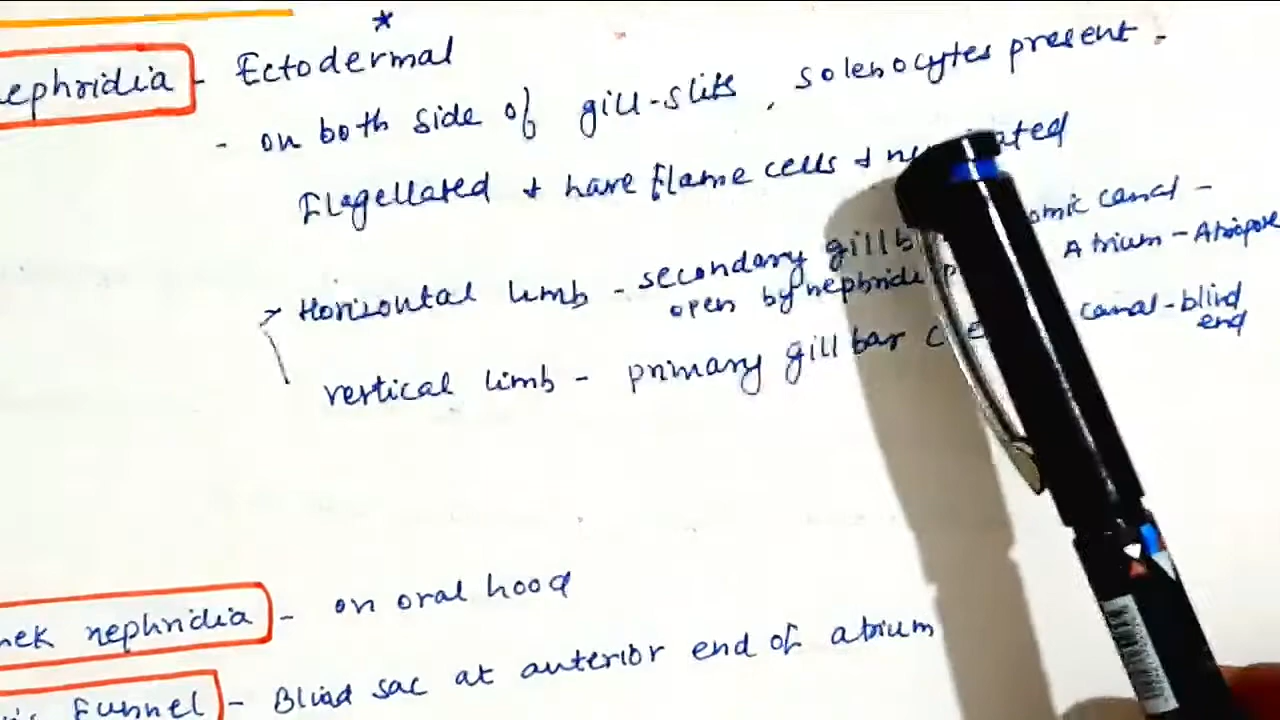 ephridia - Ectodermal *
- on both side of gill-slits, solenocytes present.
Flagellated & have flame cells &
Horizontal limb - secondary gill omic canal -
open by nephridi Atrium - Atriopore
vertical limb - primary gill bar canal - blind end
nek nephridia - on oral hood
Funnel - Blind sac at anterior end of atrium